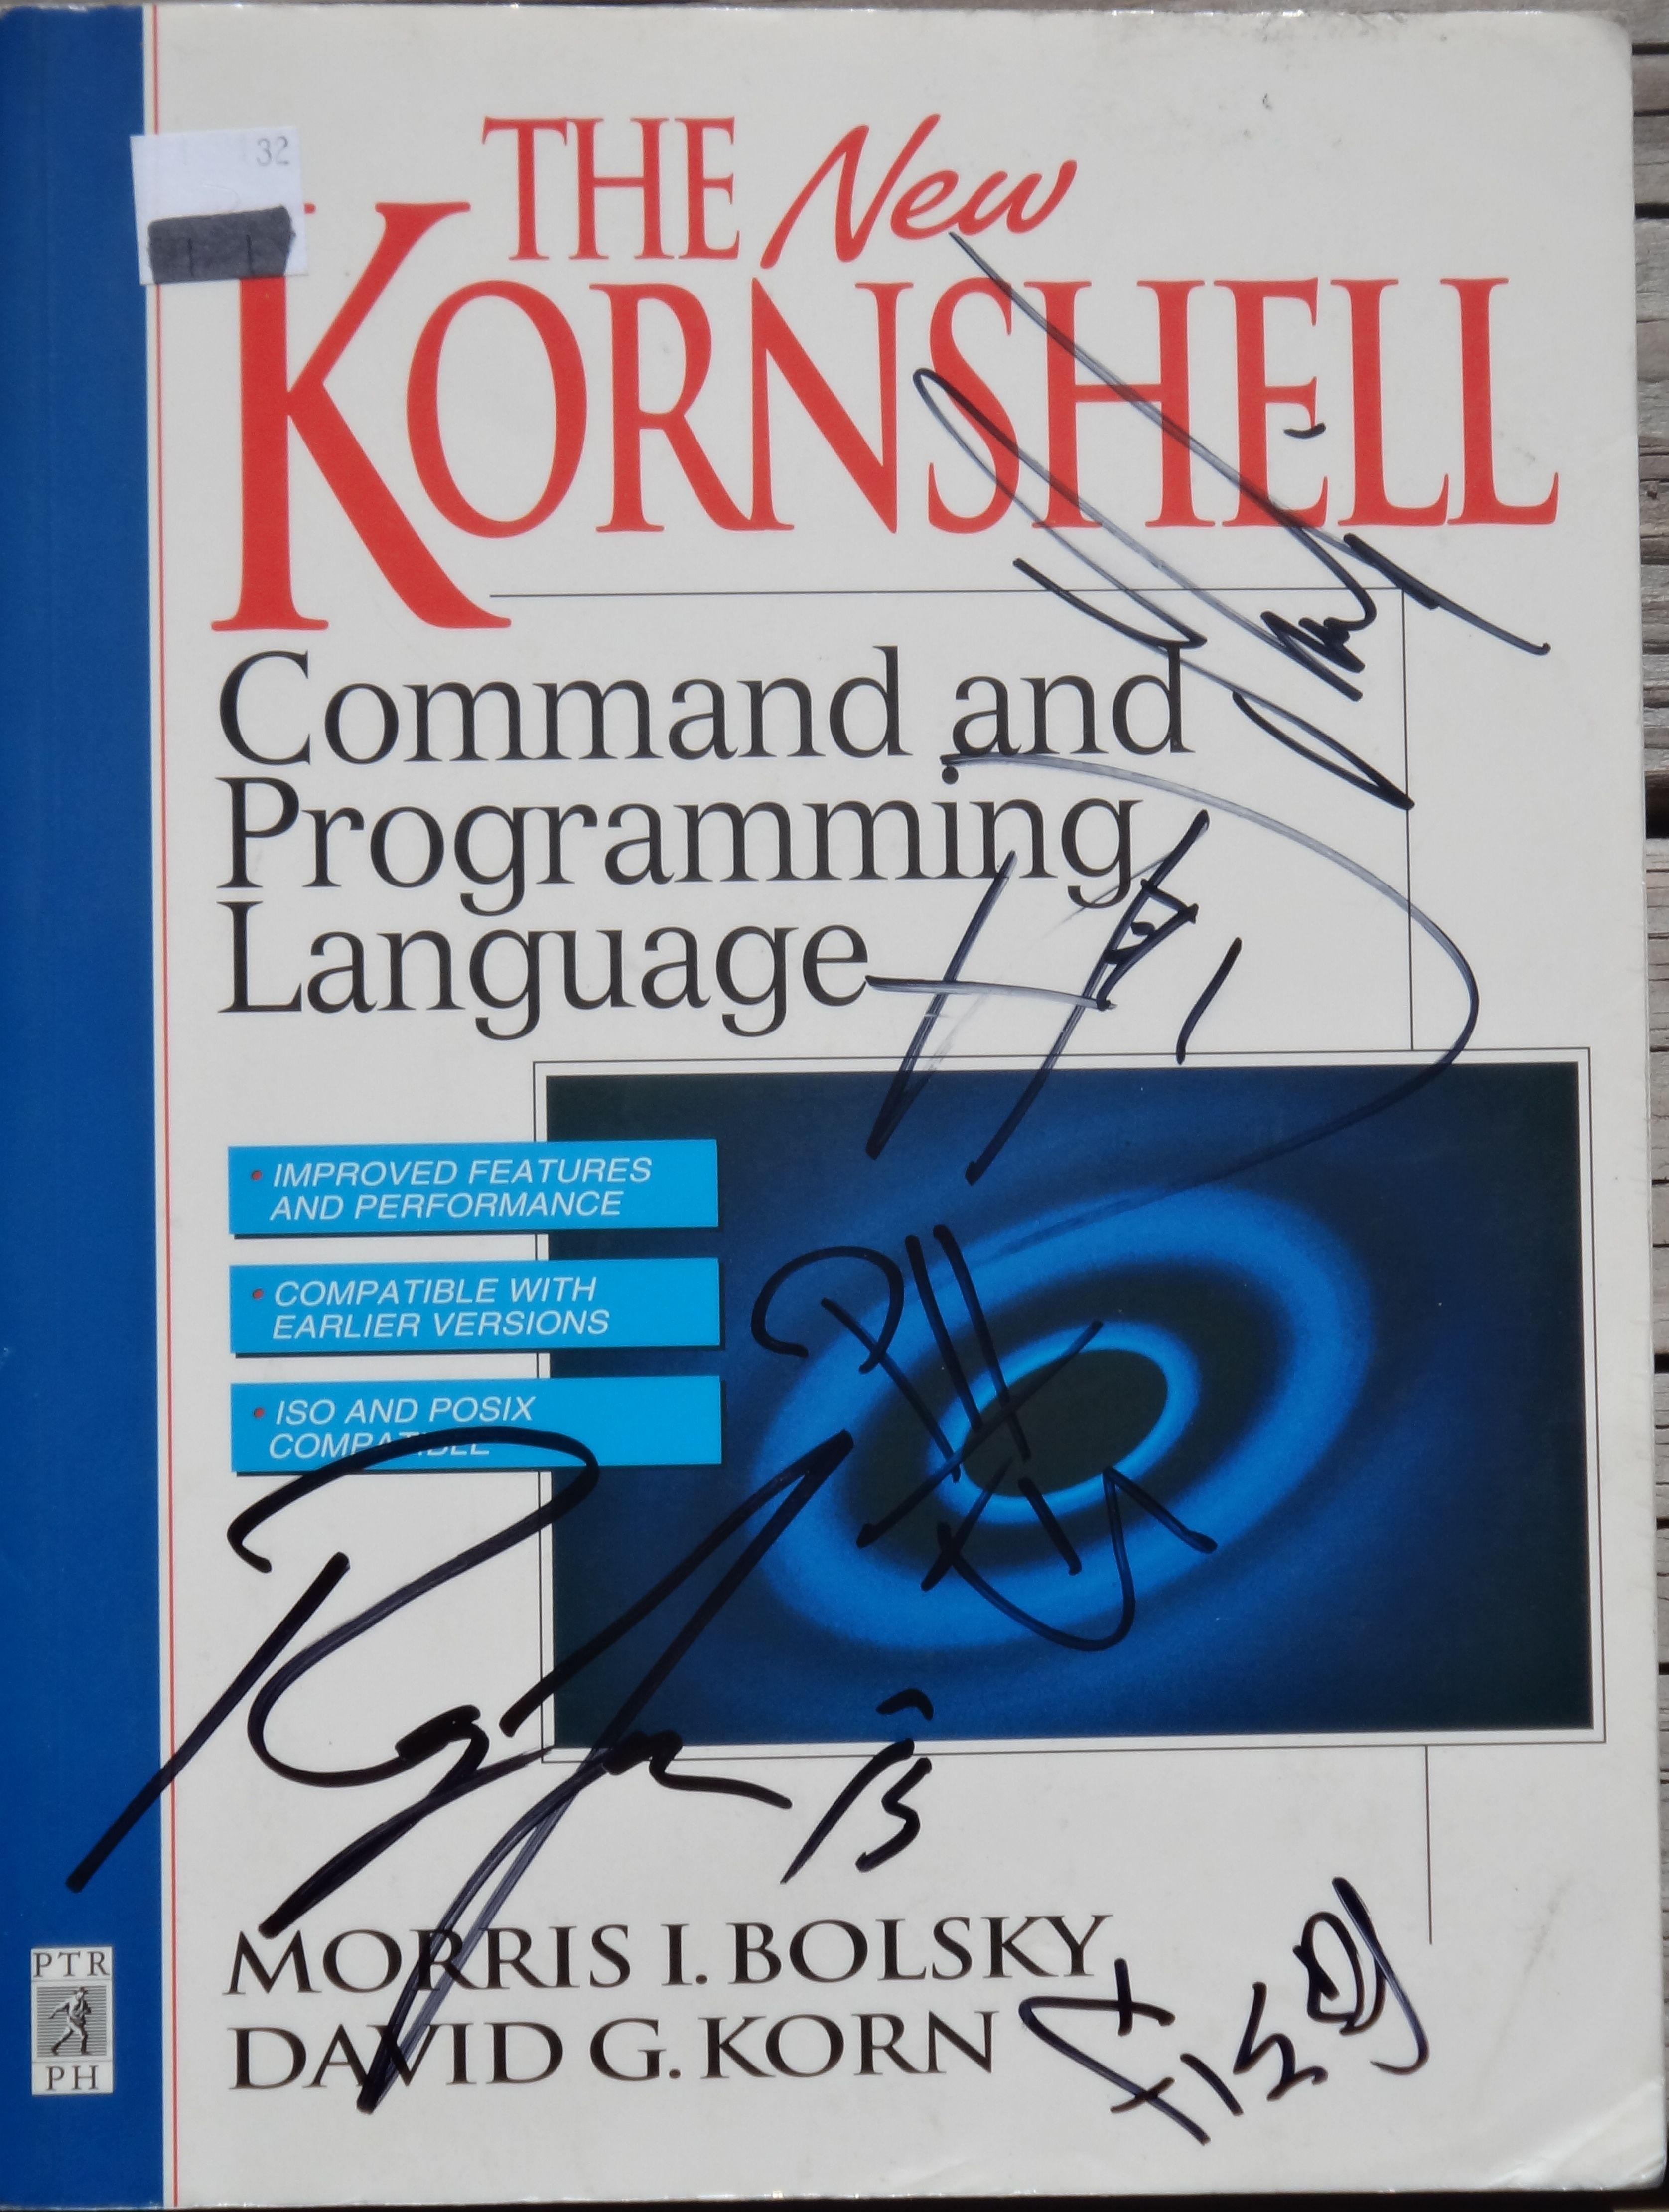 32
THE New
KORNSHELL
Command and
Programming
Language
• IMPROVED FEATURES
AND PERFORMANCE
• COMPATIBLE WITH
EARLIER VERSIONS
• ISO AND POSIX
COMPATIBLE
MORRIS I. BOLSKY
DAVID G. KORN
PTR
PH